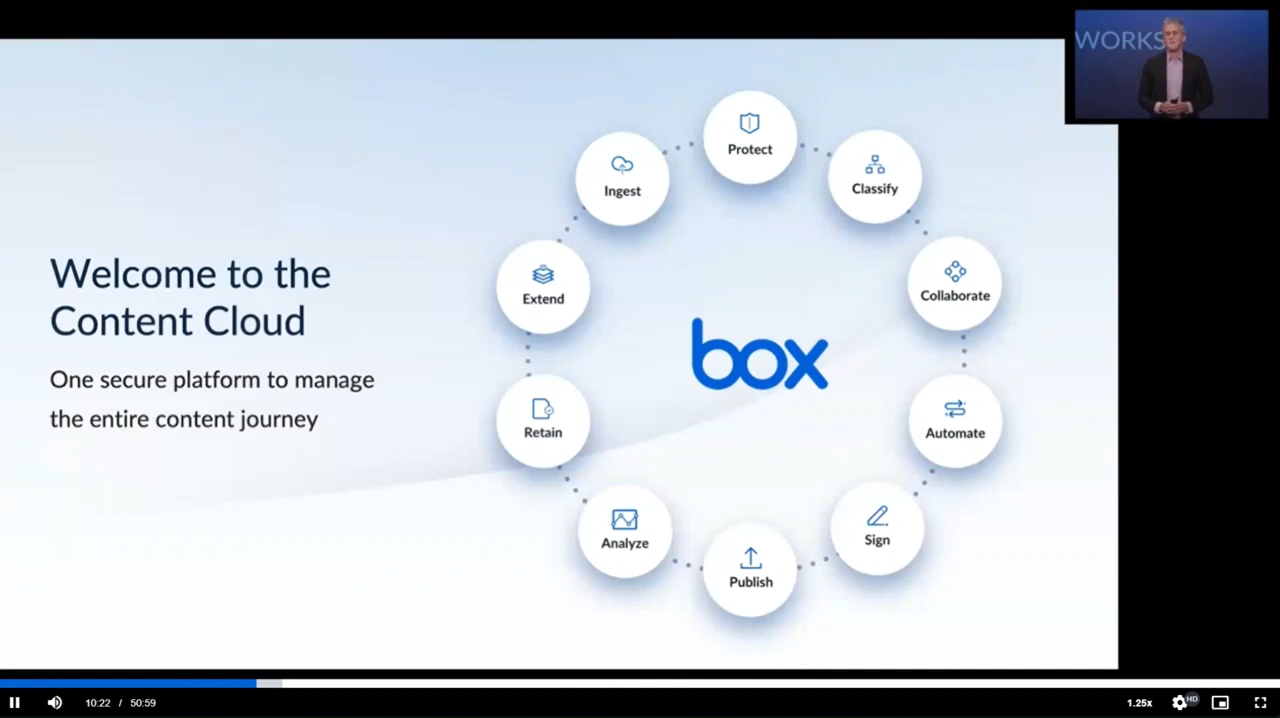 WORKS
Welcome to the
Content Cloud
One secure platform to manage
the entire content journey
box
Protect
Classify
Collaborate
Automate
Sign
Publish
Analyze
Retain
Extend
Ingest
10:22 / 50:59
1.25x
HD